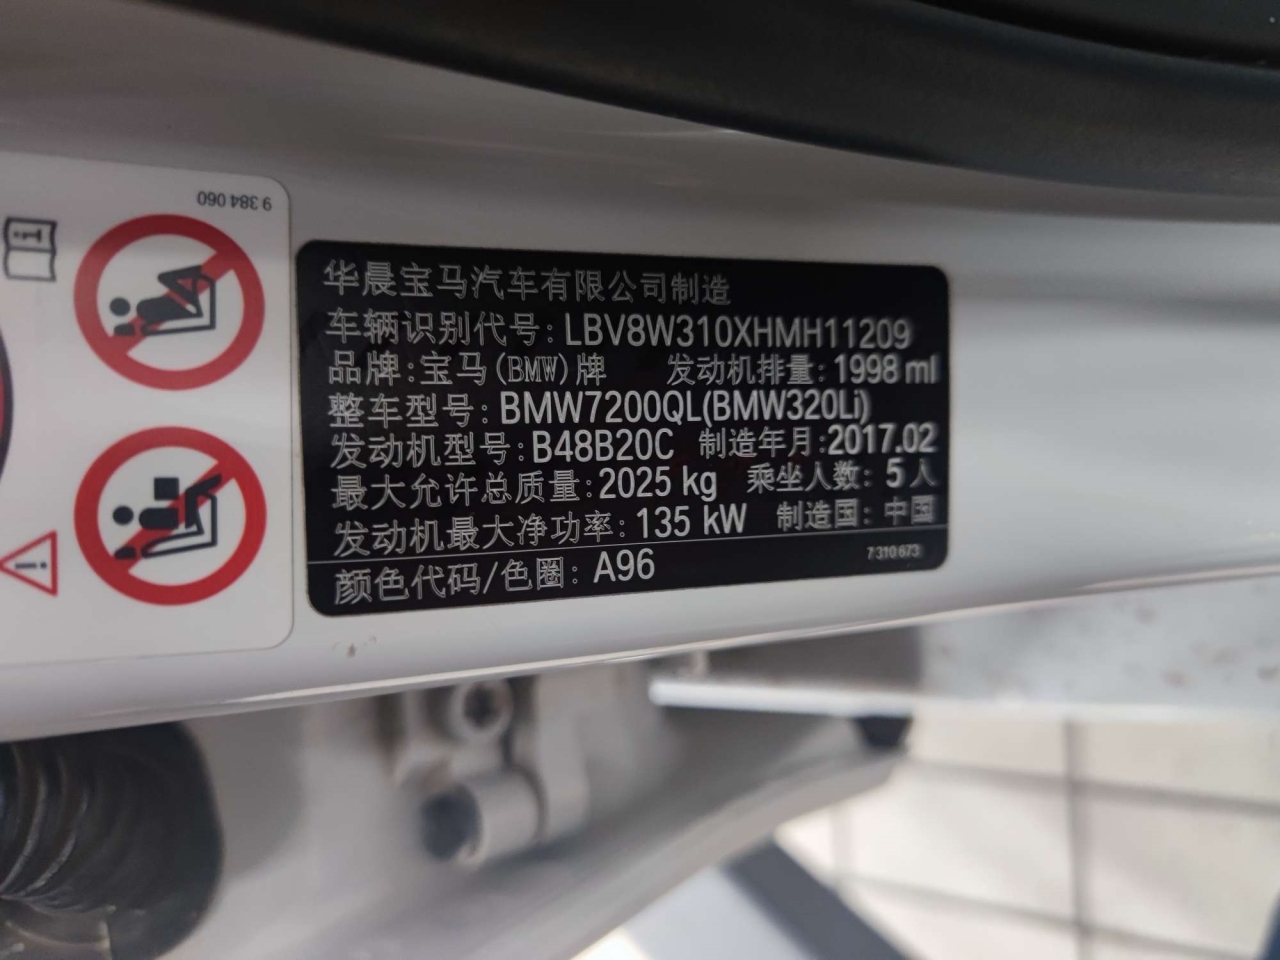 9 384 060
华晨宝马汽车有限公司制造
车辆识别代号: LBV8W310XHMH11209
品牌:宝马(BMW)牌 发动机排量: 1998 ml
整车型号: BMW7200QL(BMW320Li)
发动机型号: B48B20C 制造年月:2017.02
最大允许总质量: 2025 kg 乘坐人数: 5人
发动机最大净功率: 135 kW 制造国: 中国
颜色代码/色圈: A96 7 310 673